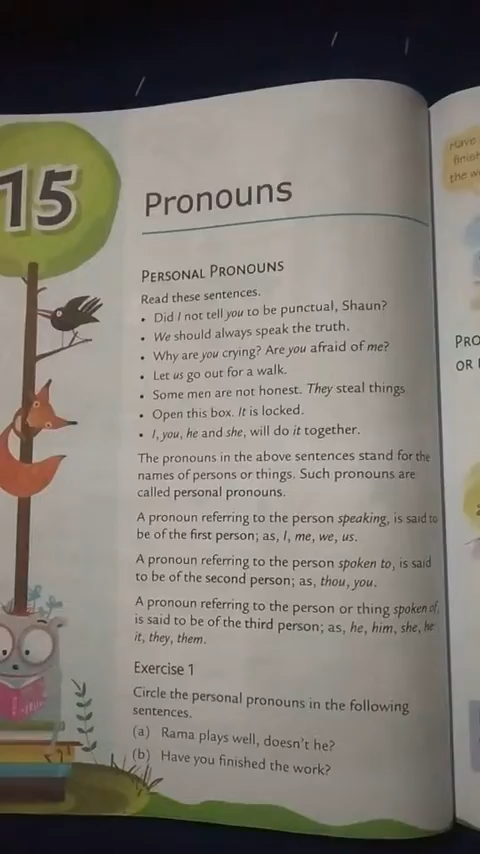 15
Pronouns
PERSONAL PRONOUNS
Read these sentences.
• Did I not tell you to be punctual, Shaun?
• We should always speak the truth.
• Why are you crying? Are you afraid of me?
• Let us go out for a walk.
• Some men are not honest. They steal things
• Open this box. It is locked.
• I, you, he and she, will do it together.
The pronouns in the above sentences stand for the
names of persons or things. Such pronouns are
called personal pronouns.
A pronoun referring to the person speaking, is said to
be of the first person; as, I, me, we, us.
A pronoun referring to the person spoken to, is said
to be of the second person; as, thou, you.
A pronoun referring to the person or thing spoken of,
is said to be of the third person; as, he, him, she, he
it, they, them.
Exercise 1
Circle the personal pronouns in the following
sentences.
(a) Rama plays well, doesn't he?
(b) Have you finished the work?
Have
finish
the w
PRO
OR